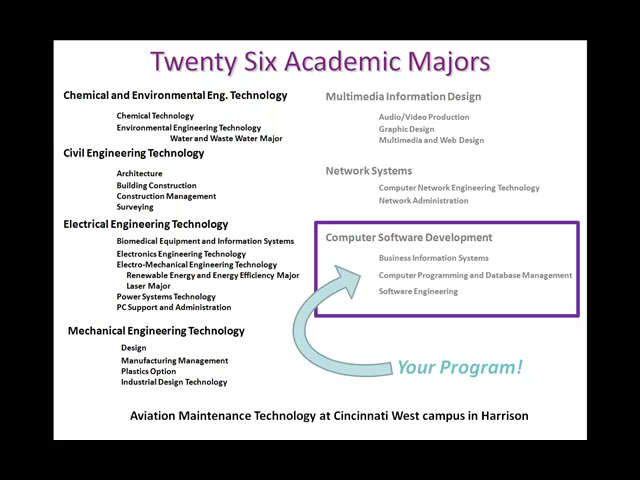 Twenty Six Academic Majors
Chemical and Environmental Eng. Technology
Chemical Technology
Environmental Engineering Technology
Water and Waste Water Major
Civil Engineering Technology
Architecture
Building Construction
Construction Management
Surveying
Electrical Engineering Technology
Biomedical Equipment and Information Systems
Electronics Engineering Technology
Electro-Mechanical Engineering Technology
Renewable Energy and Energy Efficiency Major
Laser Major
Power Systems Technology
PC Support and Administration
Mechanical Engineering Technology
Design
Manufacturing Management
Plastics Option
Industrial Design Technology
Multimedia Information Design
Audio/Video Production
Graphic Design
Multimedia and Web Design
Network Systems
Computer Network Engineering Technology
Network Administration
Computer Software Development
Business Information Systems
Computer Programming and Database Management
Software Engineering
Your Program!
Aviation Maintenance Technology at Cincinnati West campus in Harrison